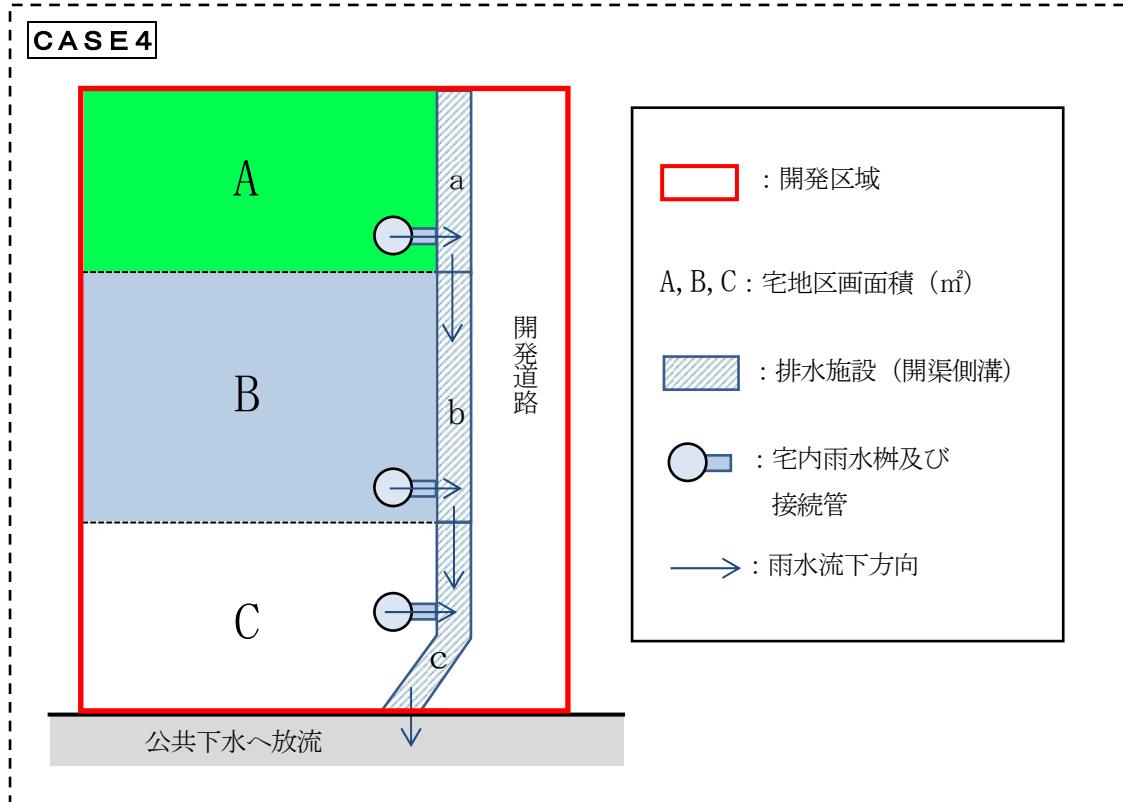 CASE4
A
a
B
b
開発道路
C
c
公共下水へ放流
：開発区域
A, B, C：宅地区画面積（㎡）
：排水施設（開渠側溝）
：宅内雨水桝及び
接続管
：雨水流下方向